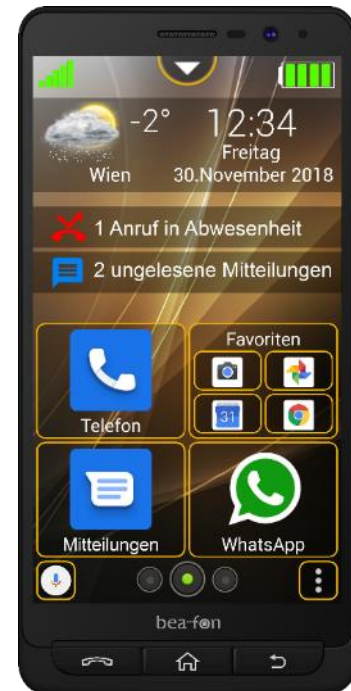 -2°
12:34
Freitag
Wien
30.November 2018
1 Anruf in Abwesenheit
2 ungelesene Mitteilungen
Telefon
Favoriten
31
Mitteilungen
WhatsApp
bea-fon